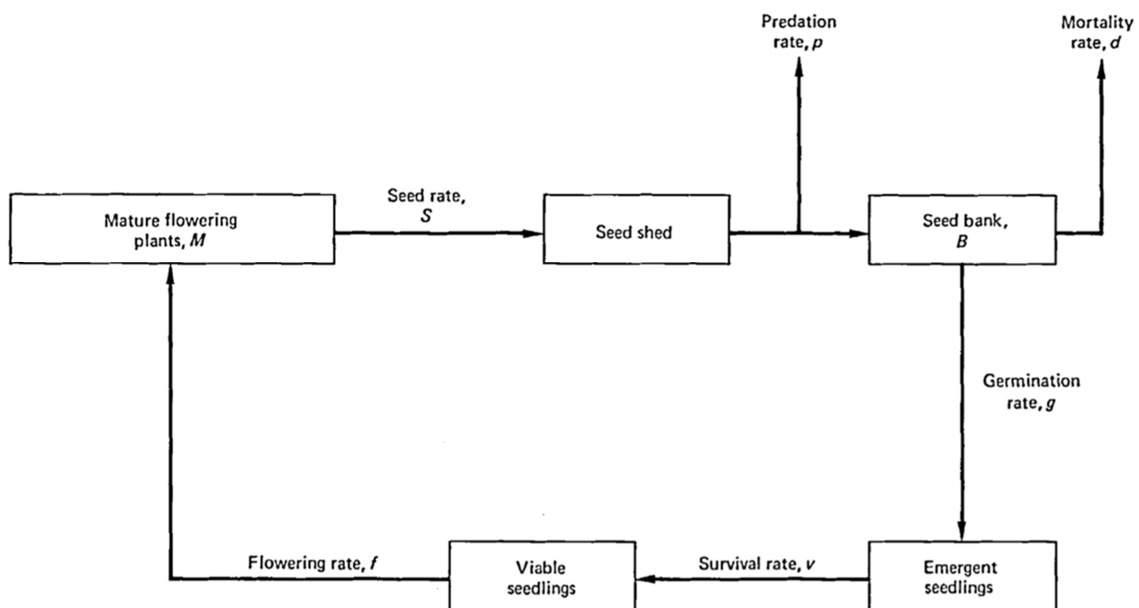 Predation
rate, p
Mortality
rate, d
Mature flowering
plants, M
Seed rate,
S
Seed shed
Seed bank,
B
Germination
rate, g
Flowering rate, f
Viable
seedlings
Survival rate, v
Emergent
seedlings